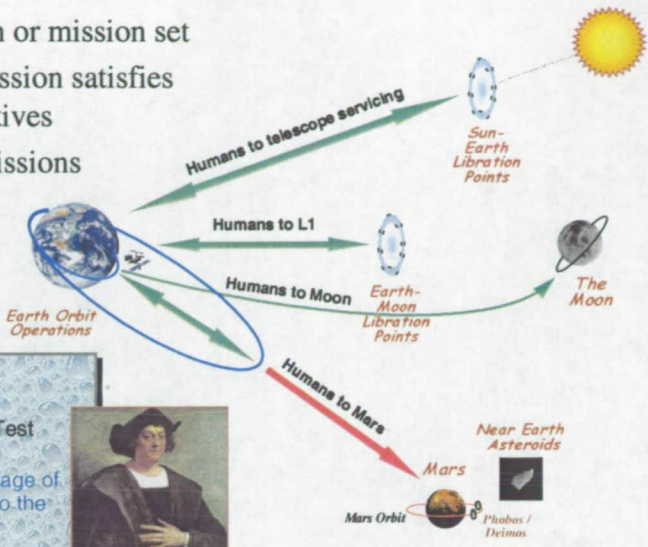 n or mission set
ssion satisfies
tives
issions
Humans to telescope servicing
Sun-
Earth
Libration
Points
Humans to L1
Humans to Moon
Earth-
Moon
Libration
Points
The
Moon
Earth Orbit
Operations
Humans to Mars
Test
age of
o the
Near Earth
Asteroids
Mars
Mars Orbit
Phobos /
Deimos